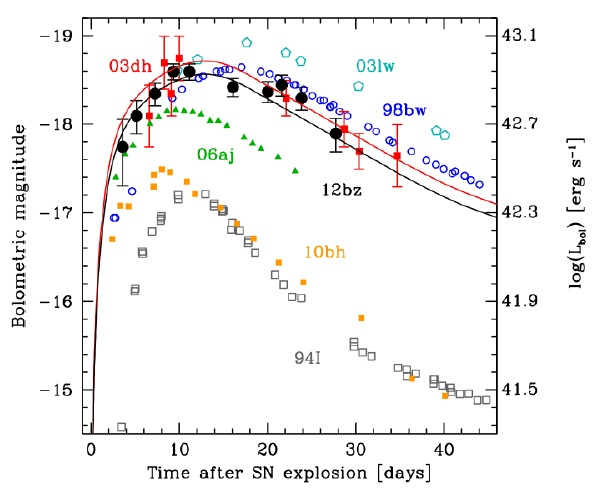 −19
−18
−17
−16
−15
Bolometric magnitude
43.1
42.7
42.3
41.9
41.5
log(L_bol) [erg s⁻¹]
03dh
03lw
98bw
06aj
12bz
10bh
94I
0 10 20 30 40
Time after SN explosion [days]